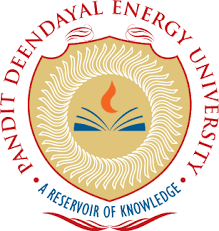 PANDIT DEENDAYAL ENERGY UNIVERSITY
• A RESERVOIR OF KNOWLEDGE •